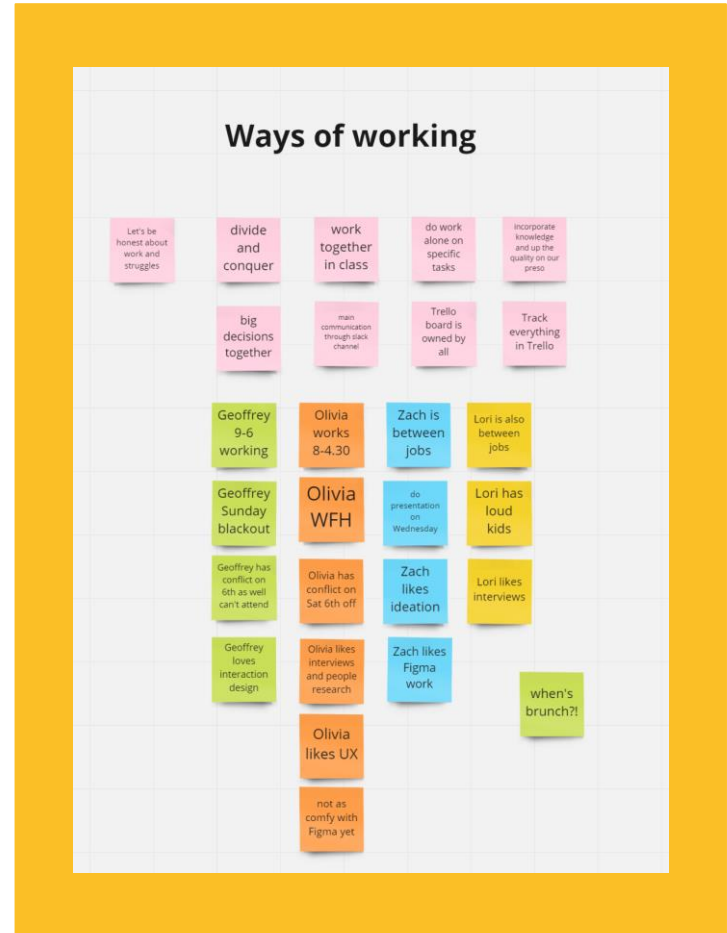 Ways of working
Let's be
honest about
work and
struggles
divide
and
conquer
work
together
in class
do work
alone on
specific
tasks
incorporate
knowledge
and up the
quality on our
preso
big
decisions
together
main
communication
through slack
channel
Trello
board is
owned by
all
Track
everything
in Trello
Geoffrey
9-6
working
Olivia
works
8-4.30
Zach is
between
jobs
Lori is also
between
jobs
Geoffrey
Sunday
blackout
Olivia
WFH
do
presentation
on
Wednesday
Lori has
loud
kids
Geoffrey has
conflict on
6th as well
can't attend
Olivia has
conflict on
Sat 6th off
Zach
likes
ideation
Lori likes
interviews
Geoffrey
loves
interaction
design
Olivia likes
interviews
and people
research
Zach likes
Figma
work
when's
brunch?!
Olivia
likes UX
not as
comfy with
Figma yet